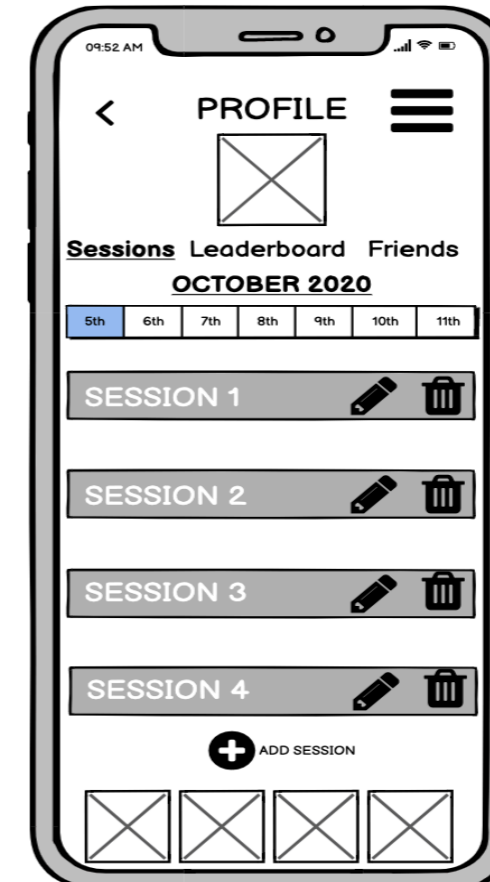 09:52 AM
PROFILE
Sessions Leaderboard Friends
OCTOBER 2020
5th 6th 7th 8th 9th 10th 11th
SESSION 1
SESSION 2
SESSION 3
SESSION 4
ADD SESSION